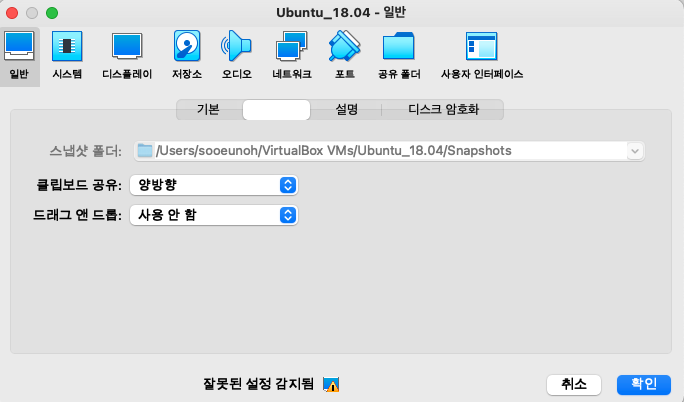 Ubuntu_18.04 - 일반
일반 시스템 디스플레이 저장소 오디오 네트워크 포트 공유 폴더 사용자 인터페이스
기본 설명 디스크 암호화
스냅샷 폴더: /Users/sooeunoh/VirtualBox VMs/Ubuntu_18.04/Snapshots
클립보드 공유: 양방향
드래그 앤 드롭: 사용 안 함
잘못된 설정 감지됨 취소 확인